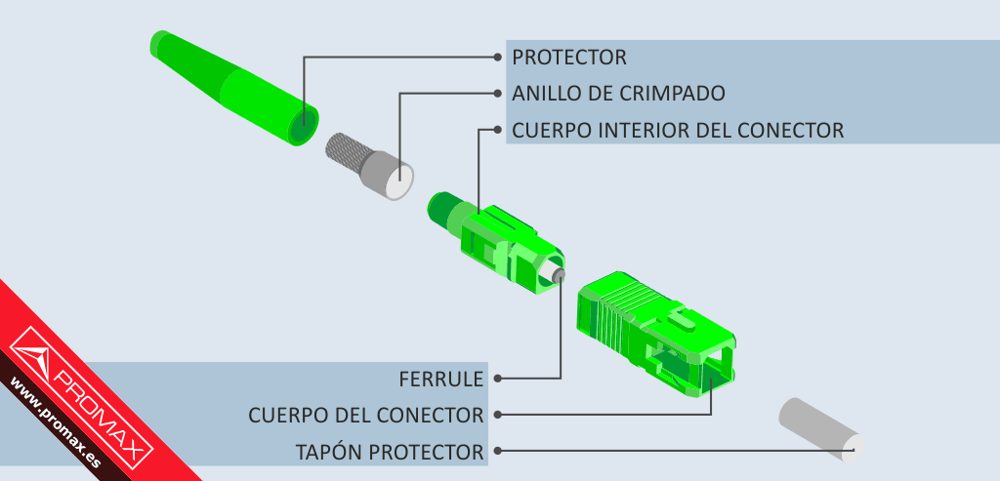 PROTECTOR
ANILLO DE CRIMPADO
CUERPO INTERIOR DEL CONECTOR
FERRULE
CUERPO DEL CONECTOR
TAPÓN PROTECTOR
PROMAX
www.promax.es